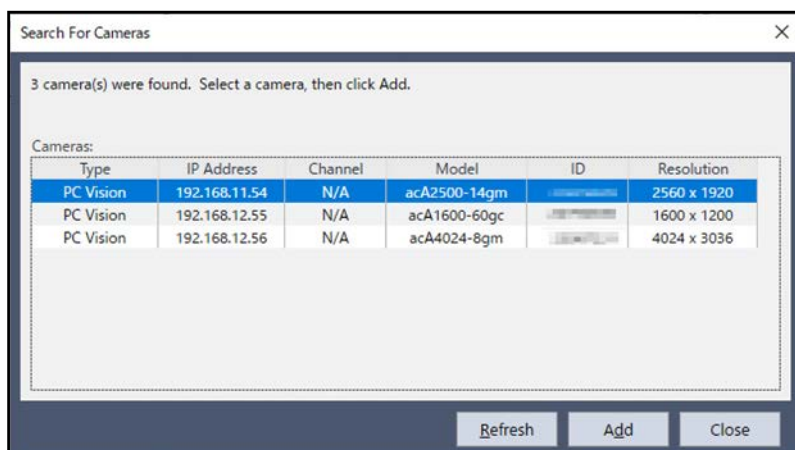 Search For Cameras
3 camera(s) were found. Select a camera, then click Add.
Cameras:
Type IP Address Channel Model ID Resolution
PC Vision 192.168.11.54 N/A acA2500-14gm 2560 x 1920
PC Vision 192.168.12.55 N/A acA1600-60gc 1600 x 1200
PC Vision 192.168.12.56 N/A acA4024-8gm 4024 x 3036
Refresh Add Close